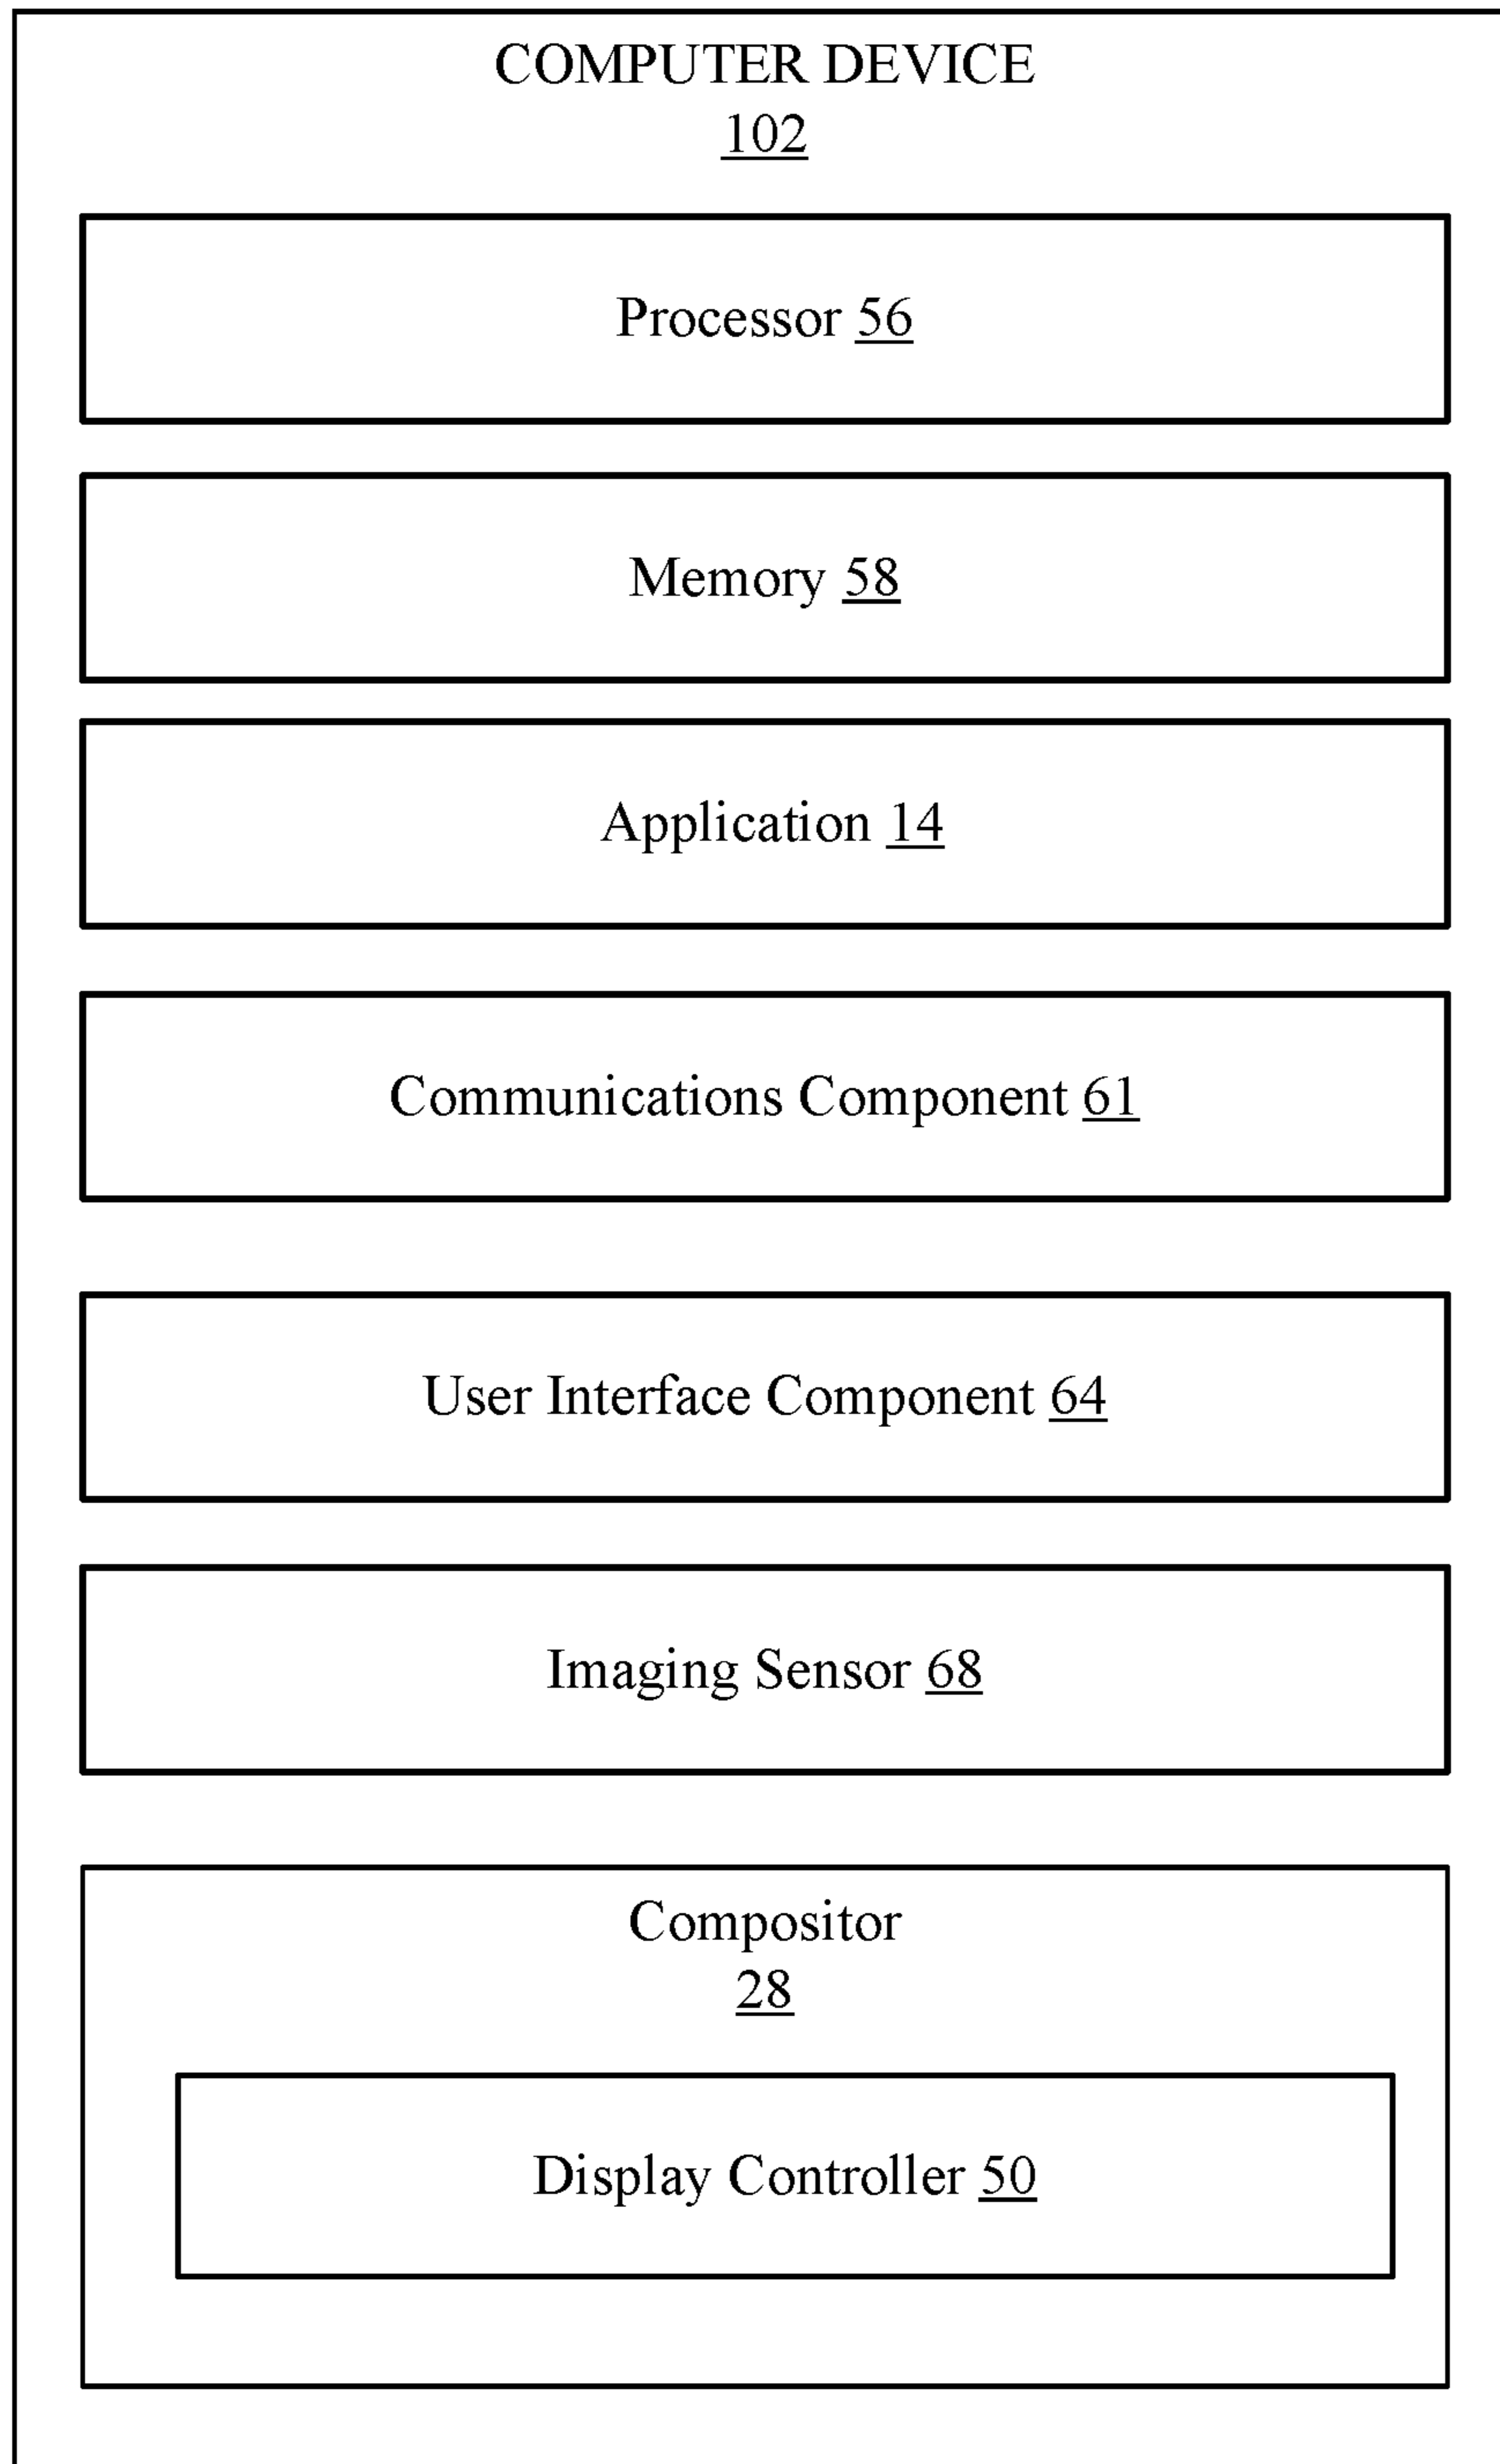 COMPUTER DEVICE
102
Processor 56
Memory 58
Application 14
Communications Component 61
User Interface Component 64
Imaging Sensor 68
Compositor
28
Display Controller 50